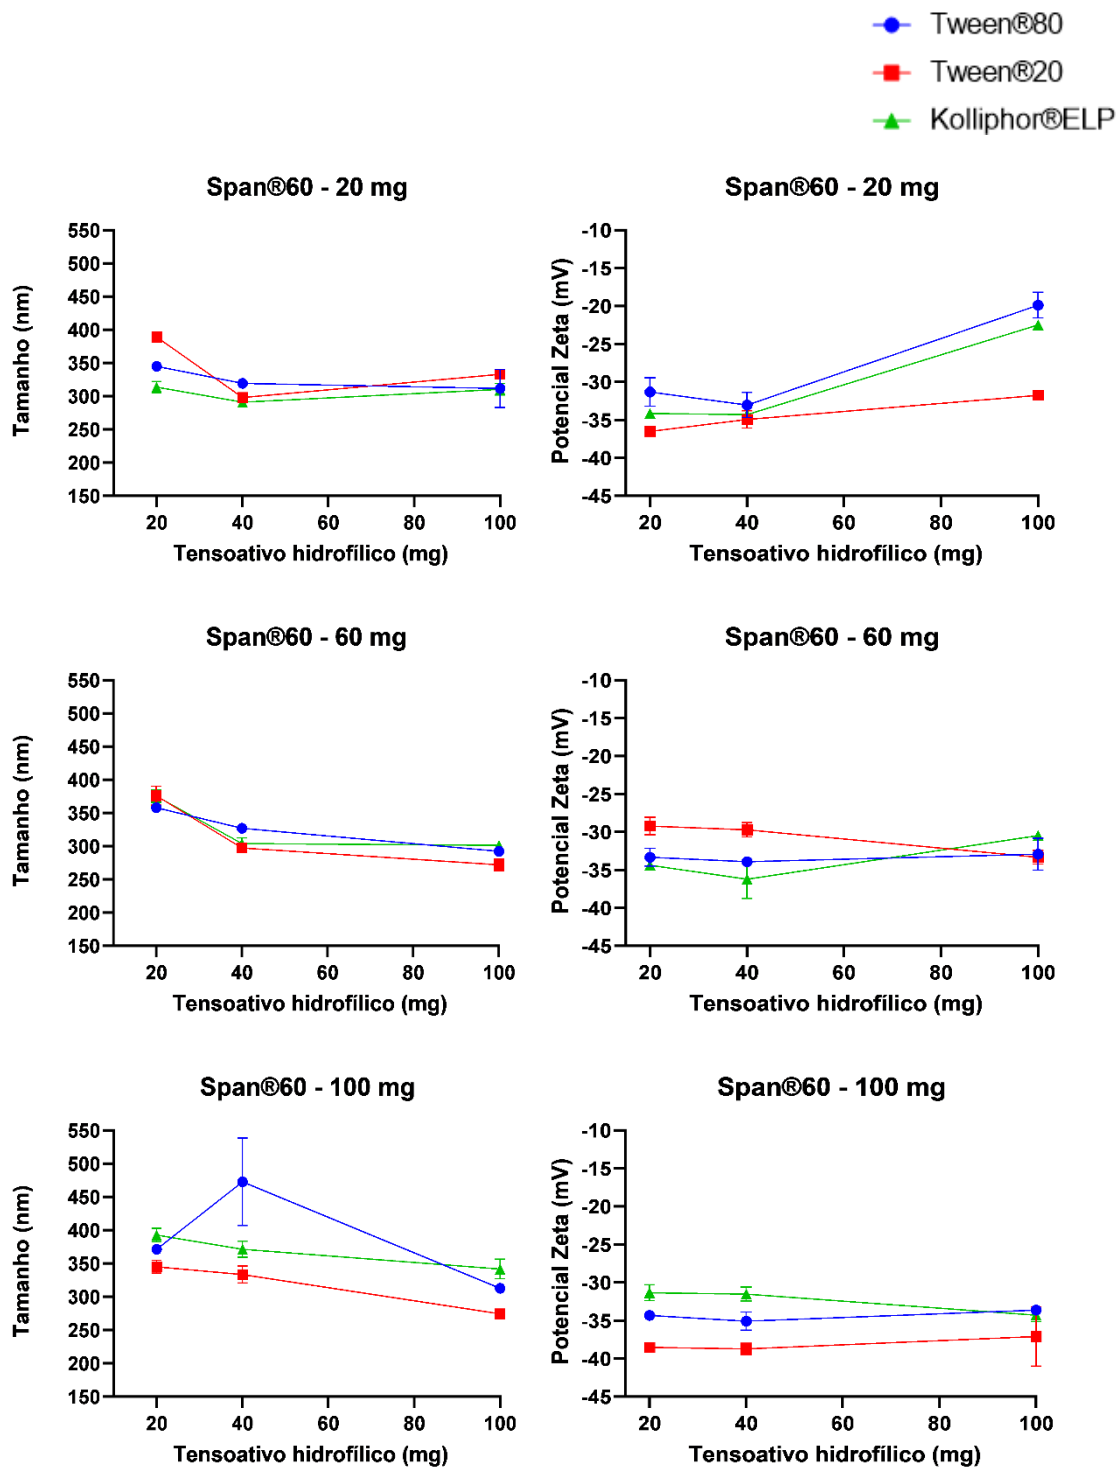 Tween®80
Tween®20
Kolliphor®ELP
Span®60 - 20 mg
Tamanho (nm)
550
500
450
400
350
300
250
200
150
20 40 60 80 100
Tensoativo hidrofílico (mg)
Span®60 - 20 mg
Potencial Zeta (mV)
-10
-15
-20
-25
-30
-35
-40
-45
20 40 60 80 100
Tensoativo hidrofílico (mg)
Span®60 - 60 mg
Tamanho (nm)
550
500
450
400
350
300
250
200
150
20 40 60 80 100
Tensoativo hidrofílico (mg)
Span®60 - 60 mg
Potencial Zeta (mV)
-10
-15
-20
-25
-30
-35
-40
-45
20 40 60 80 100
Tensoativo hidrofílico (mg)
Span®60 - 100 mg
Tamanho (nm)
550
500
450
400
350
300
250
200
150
20 40 60 80 100
Tensoativo hidrofílico (mg)
Span®60 - 100 mg
Potencial Zeta (mV)
-10
-15
-20
-25
-30
-35
-40
-45
20 40 60 80 100
Tensoativo hidrofílico (mg)